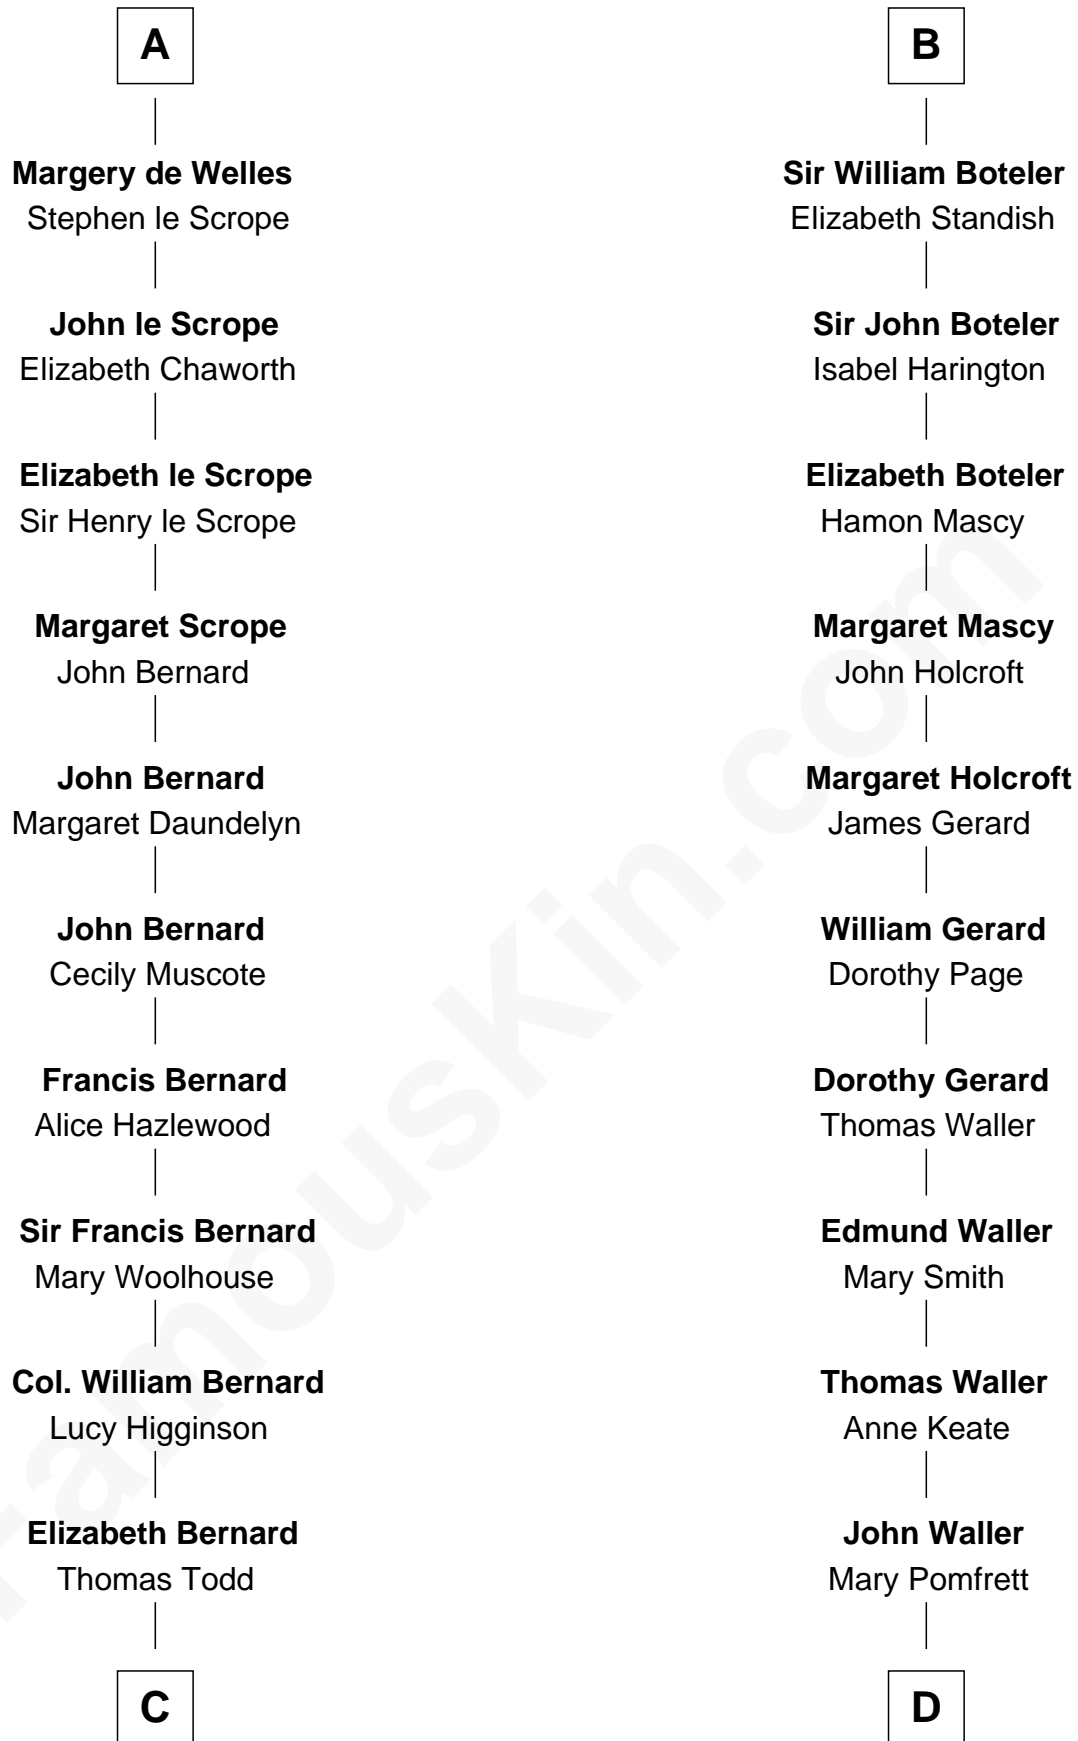 A
Margery de Welles
Stephen le Scrope
John le Scrope
Elizabeth Chaworth
Elizabeth le Scrope
Sir Henry le Scrope
Margaret Scrope
John Bernard
John Bernard
Margaret Daundelyn
John Bernard
Cecily Muscote
Francis Bernard
Alice Hazlewood
Sir Francis Bernard
Mary Woolhouse
Col. William Bernard
Lucy Higginson
Elizabeth Bernard
Thomas Todd
C
B
Sir William Boteler
Elizabeth Standish
Sir John Boteler
Isabel Harington
Elizabeth Boteler
Hamon Mascy
Margaret Mascy
John Holcroft
Margaret Holcroft
James Gerard
William Gerard
Dorothy Page
Dorothy Gerard
Thomas Waller
Edmund Waller
Mary Smith
Thomas Waller
Anne Keate
John Waller
Mary Pomfrett
D
FamousKin.com